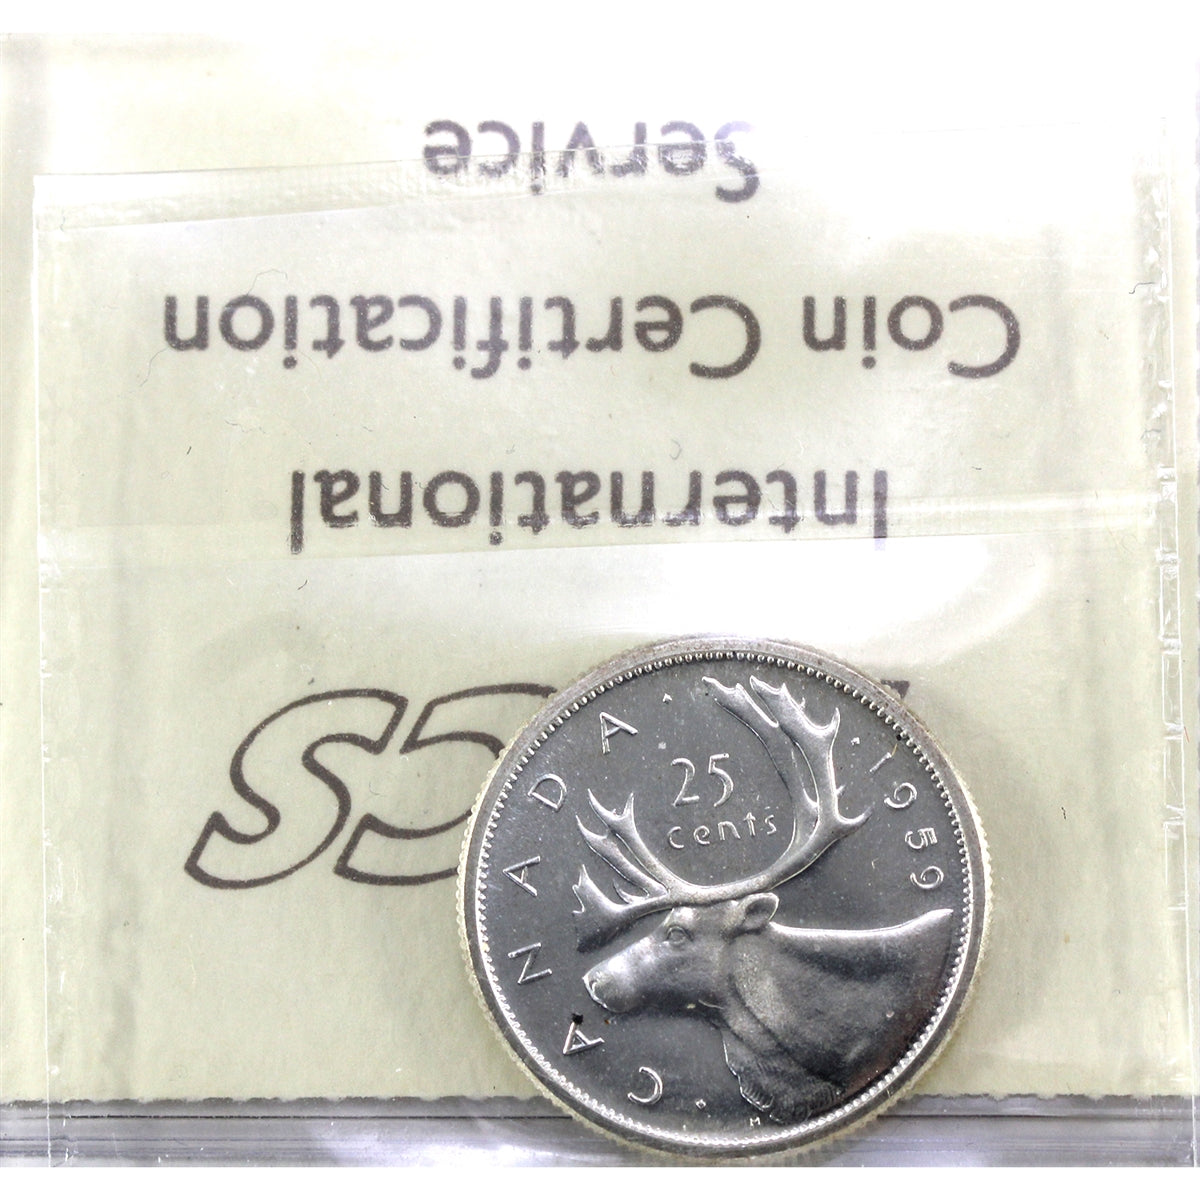 International
Coin Certification
Service
CANADA
1959
25
cents
H